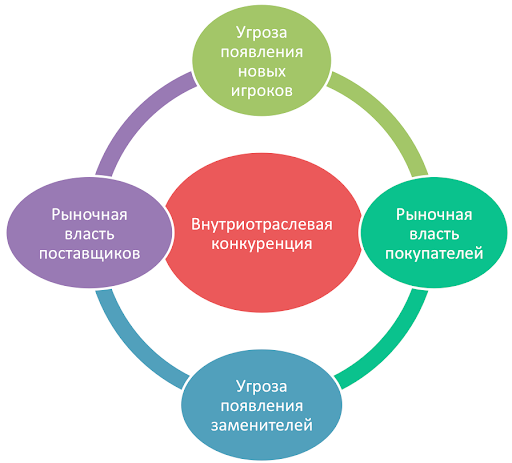 Угроза
появления
новых
игроков
Рыночная
власть
поставщиков
Внутриотраслевая
конкуренция
Рыночная
власть
покупателей
Угроза
появления
заменителей